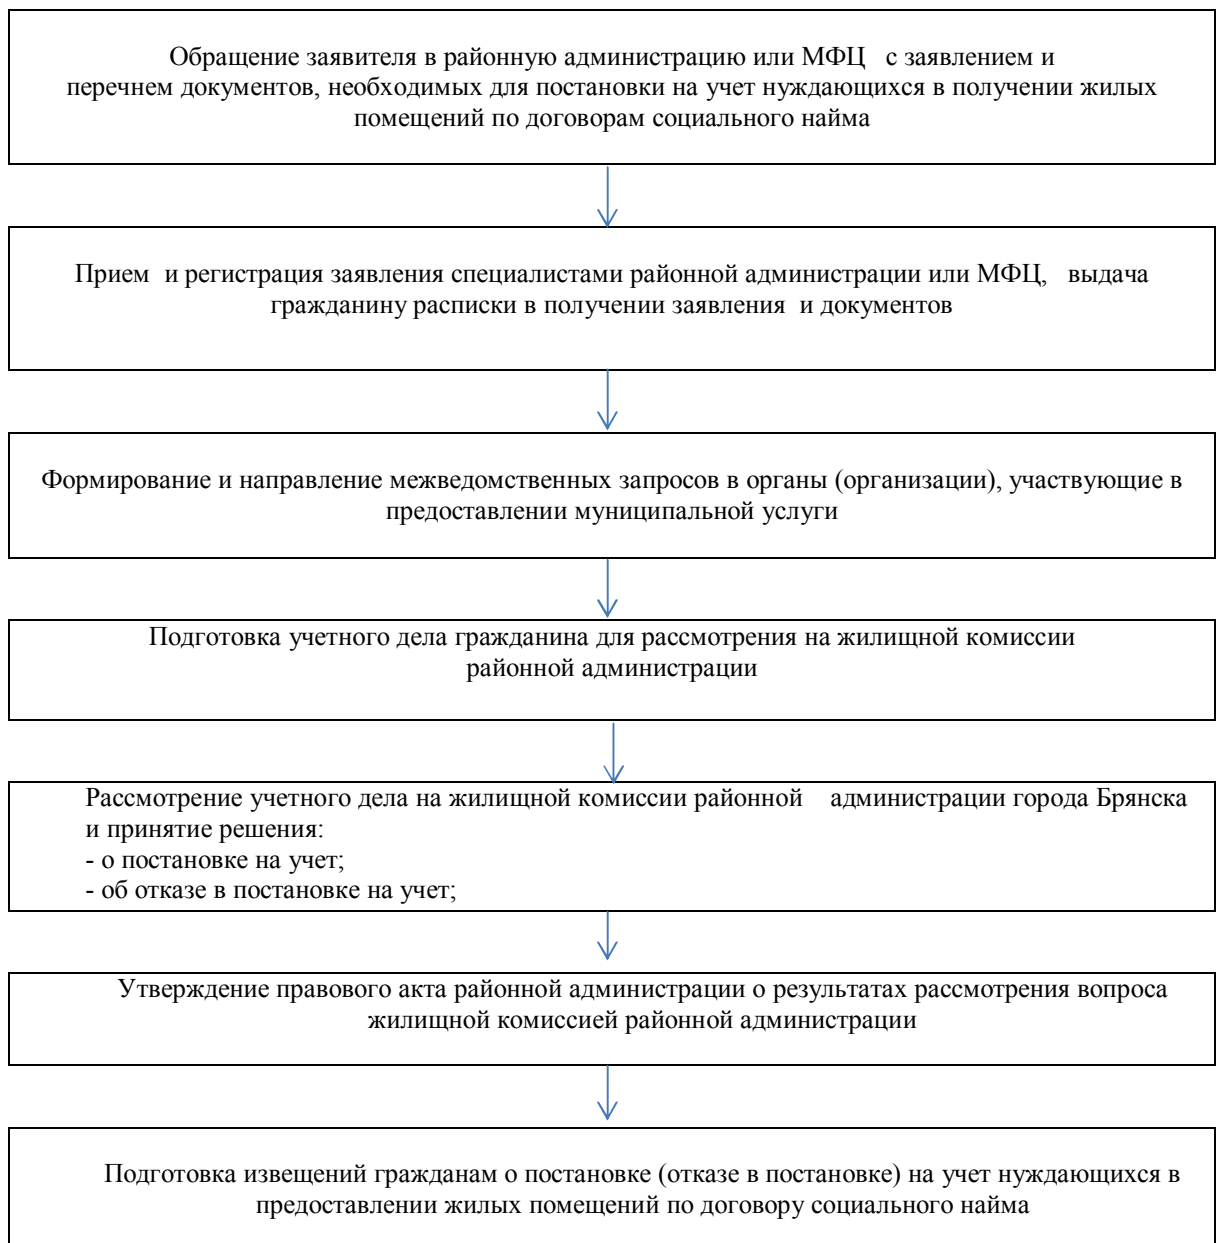 Обращение заявителя в районную администрацию или МФЦ с заявлением и
перечнем документов, необходимых для постановки на учет нуждающихся в получении жилых
помещений по договорам социального найма
Прием и регистрация заявления специалистами районной администрации или МФЦ, выдача
гражданину расписки в получении заявления и документов
Формирование и направление межведомственных запросов в органы (организации), участвующие в
предоставлении муниципальной услуги
Подготовка учетного дела гражданина для рассмотрения на жилищной комиссии
районной администрации
Рассмотрение учетного дела на жилищной комиссии районной администрации города Брянска
и принятие решения:
- о постановке на учет;
- об отказе в постановке на учет;
Утверждение правового акта районной администрации о результатах рассмотрения вопроса
жилищной комиссией районной администрации
Подготовка извещений гражданам о постановке (отказе в постановке) на учет нуждающихся в
предоставлении жилых помещений по договору социального найма